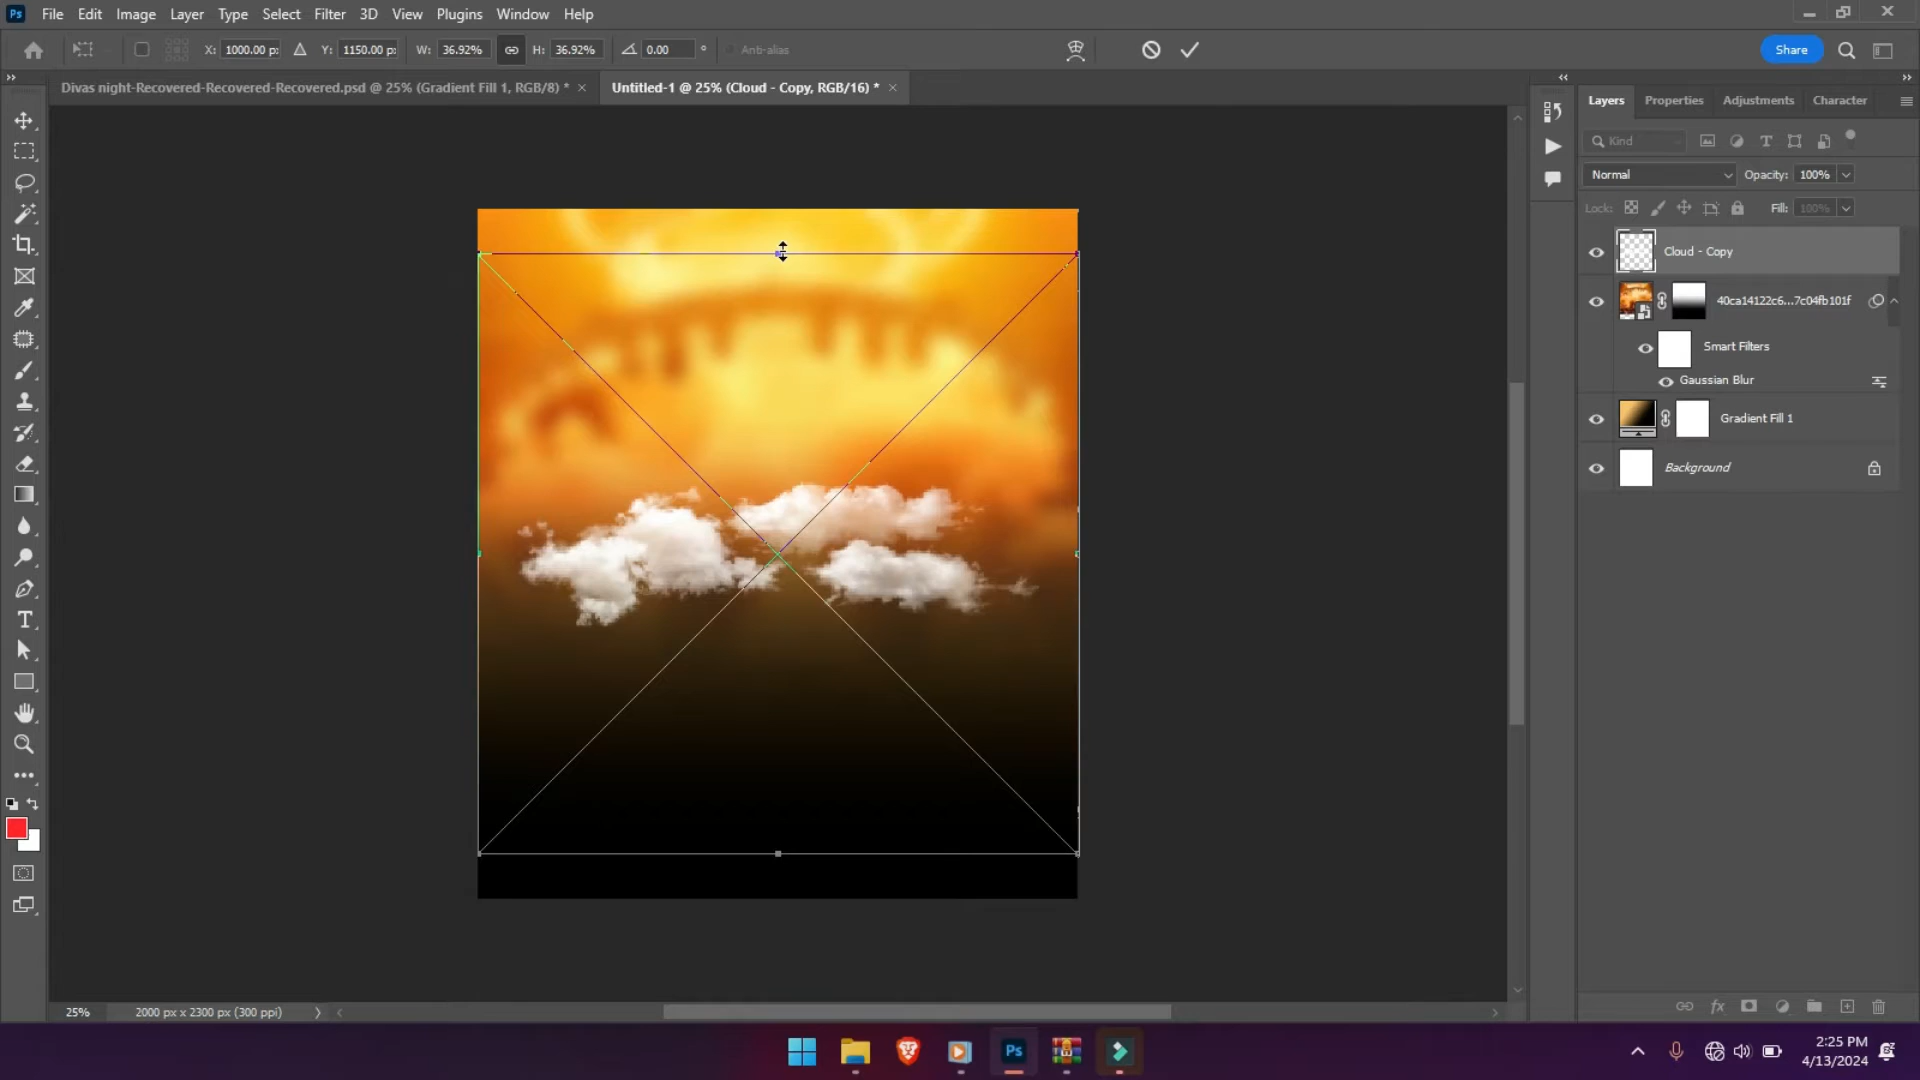 Ps File Edit Image Layer Type Select Filter 3D View Plugins Window Help
X: 1000.00 p: Y: 1150.00 p: W: 36.92% H: 36.92% 0.00 ° Anti-alias Share
Divas night-Recovered-Recovered-Recovered.psd @ 25% (Gradient Fill 1, RGB/8) * × Untitled-1 @ 25% (Cloud - Copy, RGB/16) * ×
Layers Properties Adjustments Character
Kind
Normal Opacity: 100%
Lock: Fill: 100%
Cloud - Copy
40ca14122c6...7c04fb101f
Smart Filters
Gaussian Blur
Gradient Fill 1
Background
25% 2000 px x 2300 px (300 ppi)
Ps
2:25 PM
4/13/2024